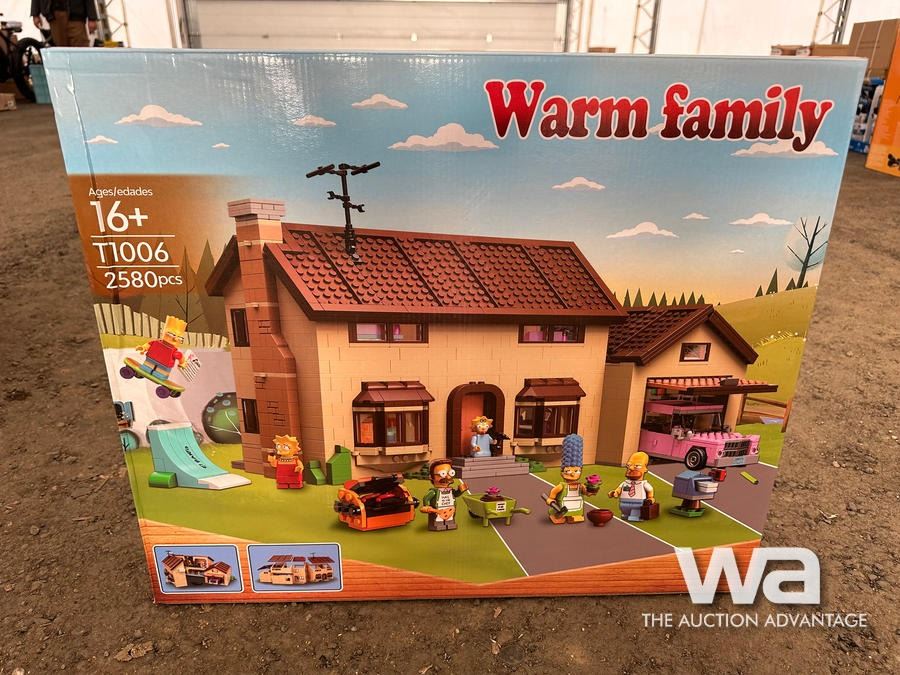 Warm family
Ages/edades
16+
T1006
2580pcs
wa
THE AUCTION ADVANTAGE